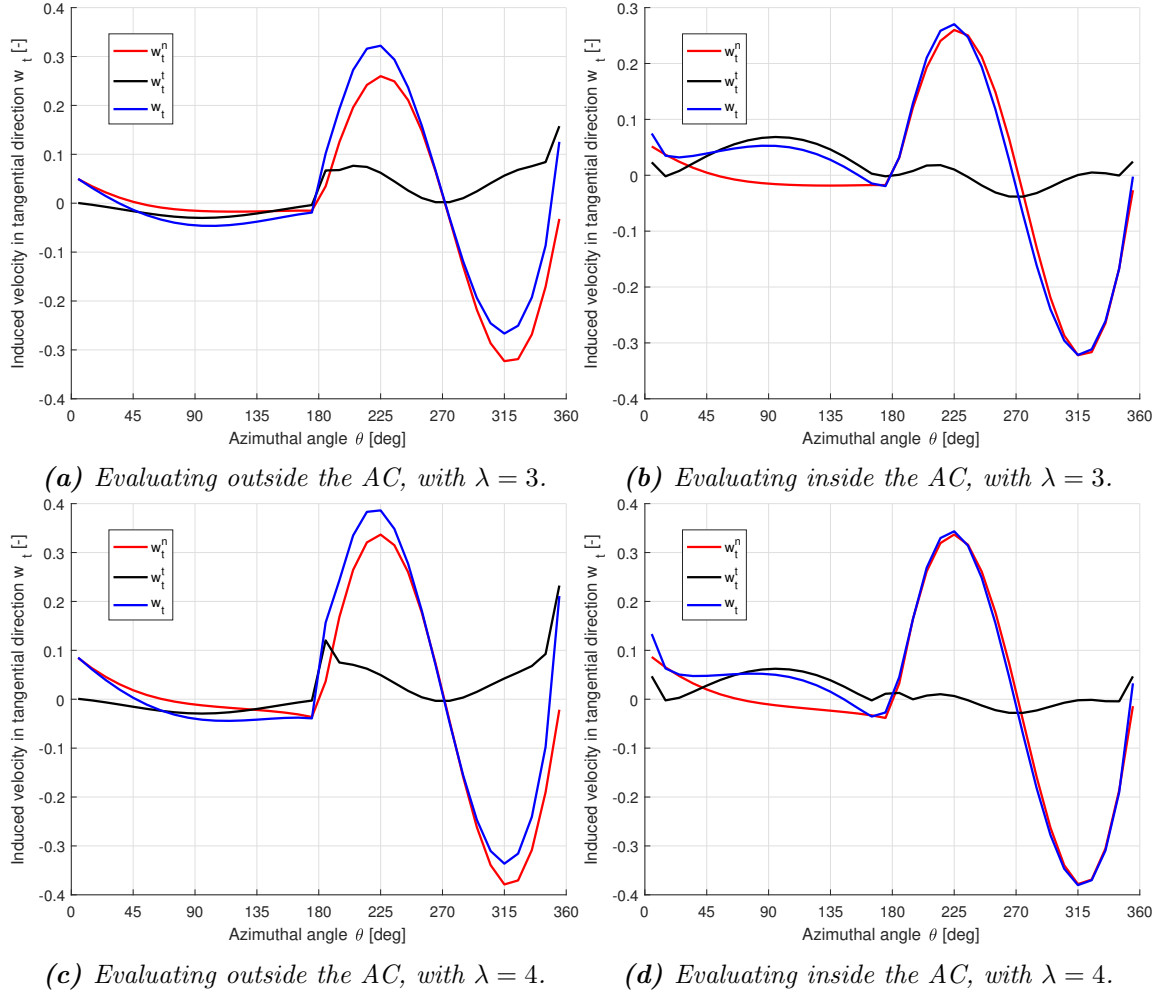 Induced velocity in tangential direction w_t [-]
0.4
0.3
0.2
0.1
0
-0.1
-0.2
-0.3
-0.4
w_t^n
w_t^t
w_t
0 45 90 135 180 225 270 315 360
Azimuthal angle θ [deg]
(a) Evaluating outside the AC, with λ = 3.
Induced velocity in tangential direction w_t [-]
0.3
0.2
0.1
0
-0.1
-0.2
-0.3
-0.4
w_t^n
w_t^t
w_t
0 45 90 135 180 225 270 315 360
Azimuthal angle θ [deg]
(b) Evaluating inside the AC, with λ = 3.
Induced velocity in tangential direction w_t [-]
0.4
0.3
0.2
0.1
0
-0.1
-0.2
-0.3
-0.4
w_t^n
w_t^t
w_t
0 45 90 135 180 225 270 315 360
Azimuthal angle θ [deg]
(c) Evaluating outside the AC, with λ = 4.
Induced velocity in tangential direction w_t [-]
0.4
0.3
0.2
0.1
0
-0.1
-0.2
-0.3
-0.4
w_t^n
w_t^t
w_t
0 45 90 135 180 225 270 315 360
Azimuthal angle θ [deg]
(d) Evaluating inside the AC, with λ = 4.